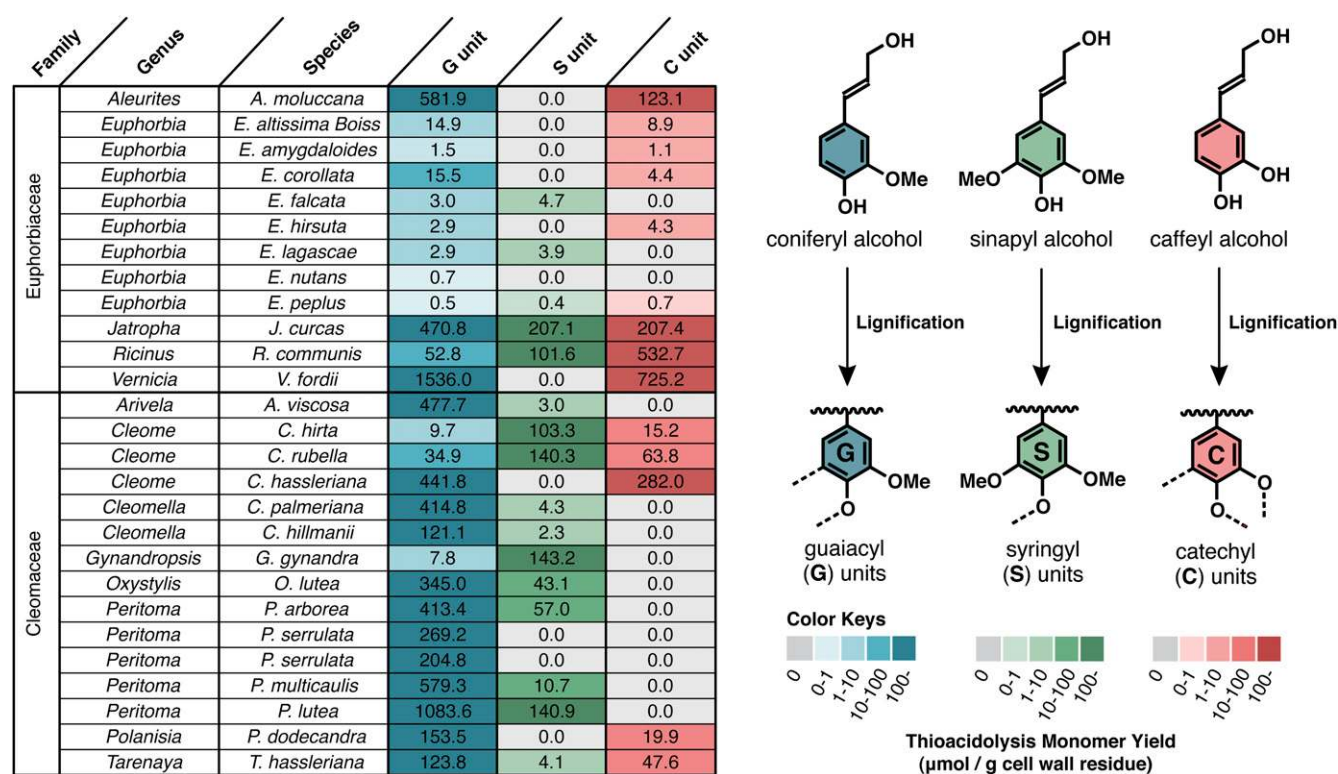 Family Genus Species G unit S unit C unit
Euphorbiaceae
Aleurites A. moluccana 581.9 0.0 123.1
Euphorbia E. altissima Boiss 14.9 0.0 8.9
Euphorbia E. amygdaloides 1.5 0.0 1.1
Euphorbia E. corollata 15.5 0.0 4.4
Euphorbia E. falcata 3.0 4.7 0.0
Euphorbia E. hirsuta 2.9 0.0 4.3
Euphorbia E. lagascae 2.9 3.9 0.0
Euphorbia E. nutans 0.7 0.0 0.0
Euphorbia E. peplus 0.5 0.4 0.7
Jatropha J. curcas 470.8 207.1 207.4
Ricinus R. communis 52.8 101.6 532.7
Vernicia V. fordii 1536.0 0.0 725.2
Cleomaceae
Arivela A. viscosa 477.7 3.0 0.0
Cleome C. hirta 9.7 103.3 15.2
Cleome C. rubella 34.9 140.3 63.8
Cleome C. hassleriana 441.8 0.0 282.0
Cleomella C. palmeriana 414.8 4.3 0.0
Cleomella C. hillmanii 121.1 2.3 0.0
Gynandropsis G. gynandra 7.8 143.2 0.0
Oxystylis O. lutea 345.0 43.1 0.0
Peritoma P. arborea 413.4 57.0 0.0
Peritoma P. serrulata 269.2 0.0 0.0
Peritoma P. serrulata 204.8 0.0 0.0
Peritoma P. multicaulis 579.3 10.7 0.0
Peritoma P. lutea 1083.6 140.9 0.0
Polanisia P. dodecandra 153.5 0.0 19.9
Tarenaya T. hassleriana 123.8 4.1 47.6
OH OH OH
OMe MeO OMe OH
OH OH OH
coniferyl alcohol sinapyl alcohol caffeyl alcohol
Lignification Lignification Lignification
G S C
OMe MeO OMe O
O O O
guaiacyl syringyl catechyl
(G) units (S) units (C) units
Color Keys
0 0-1 1-10 10-100 100- 0 0-1 1-10 10-100 100- 0 0-1 1-10 10-100 100-
Thioacidolysis Monomer Yield
(μmol / g cell wall residue)